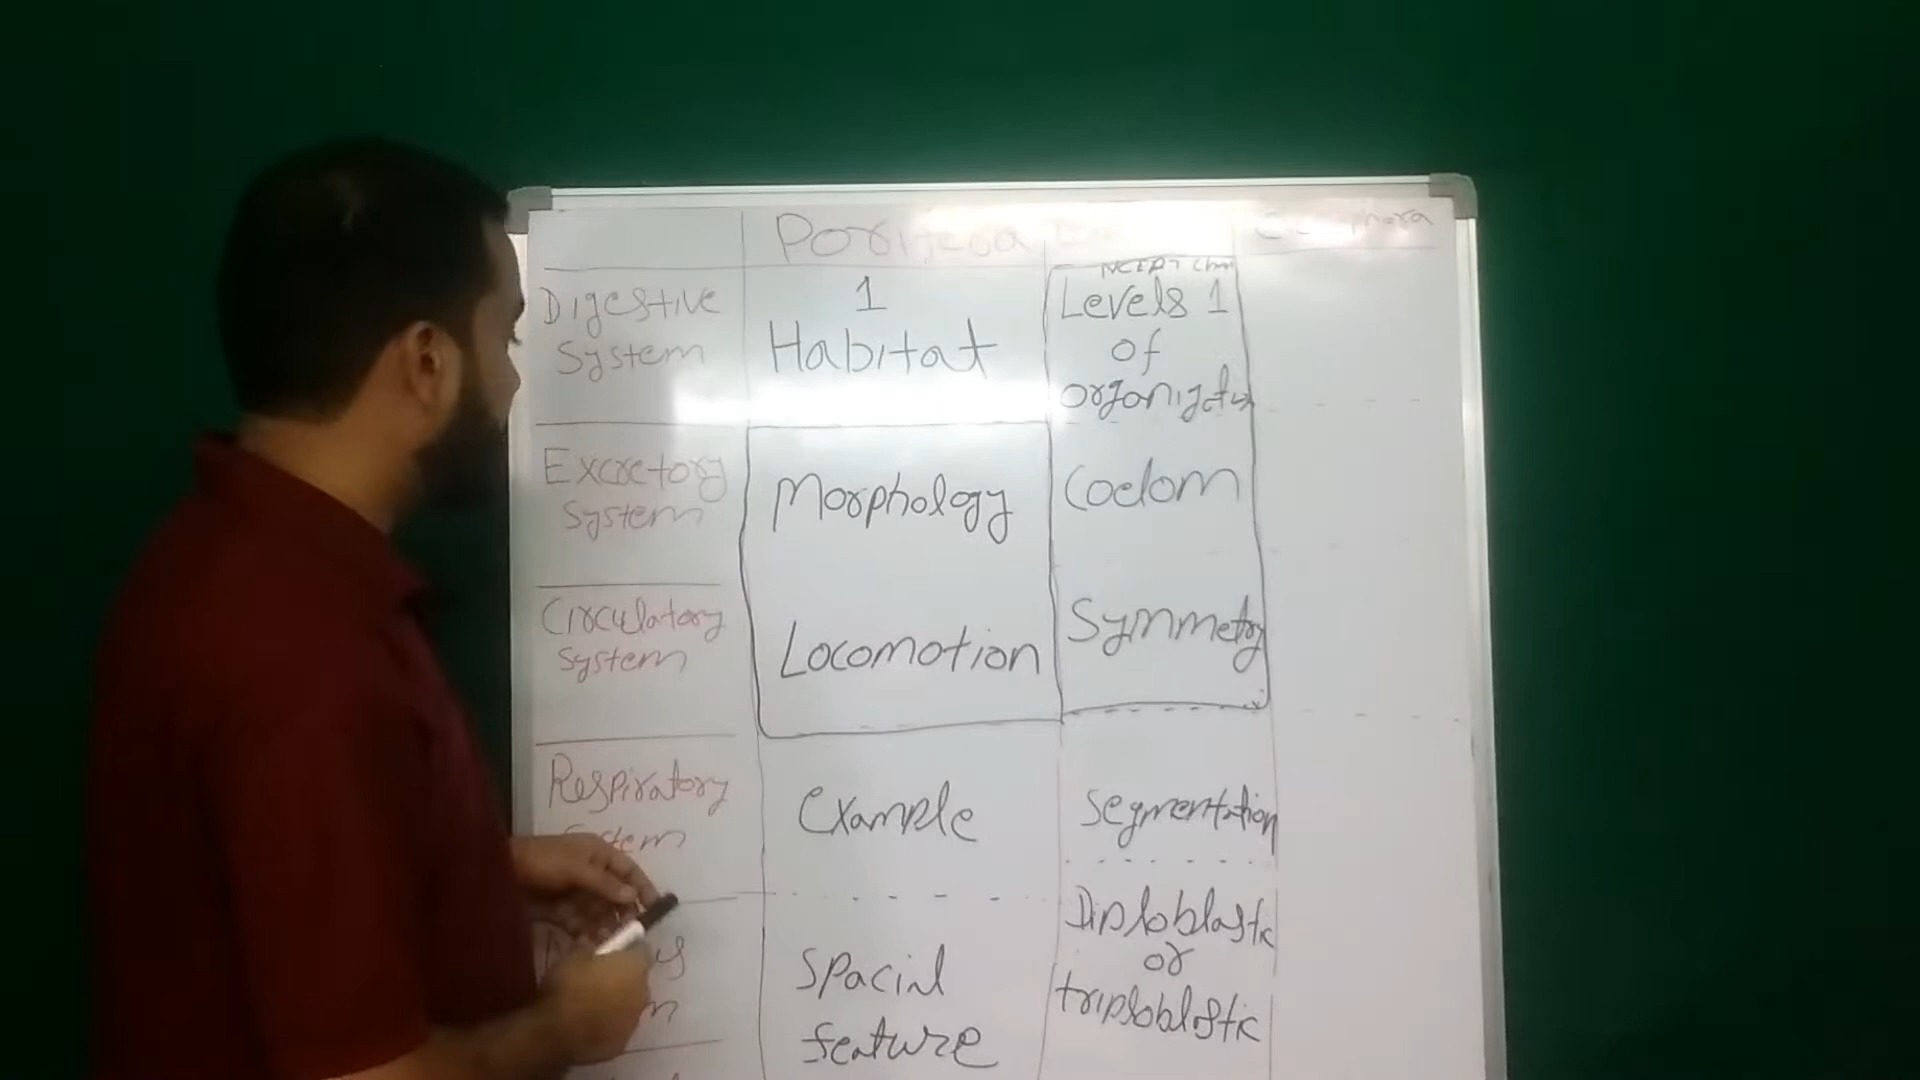 Porifera
Digestive
System
1
Habitat
NCERT
Levels 1
of
Excretory
System
Morphology
Coelom
Circulatory
System
Locomotion
Symmetry
Respiratory
Example
Segmentation
Spacial
feature
Diploblastic
or
triploblastic